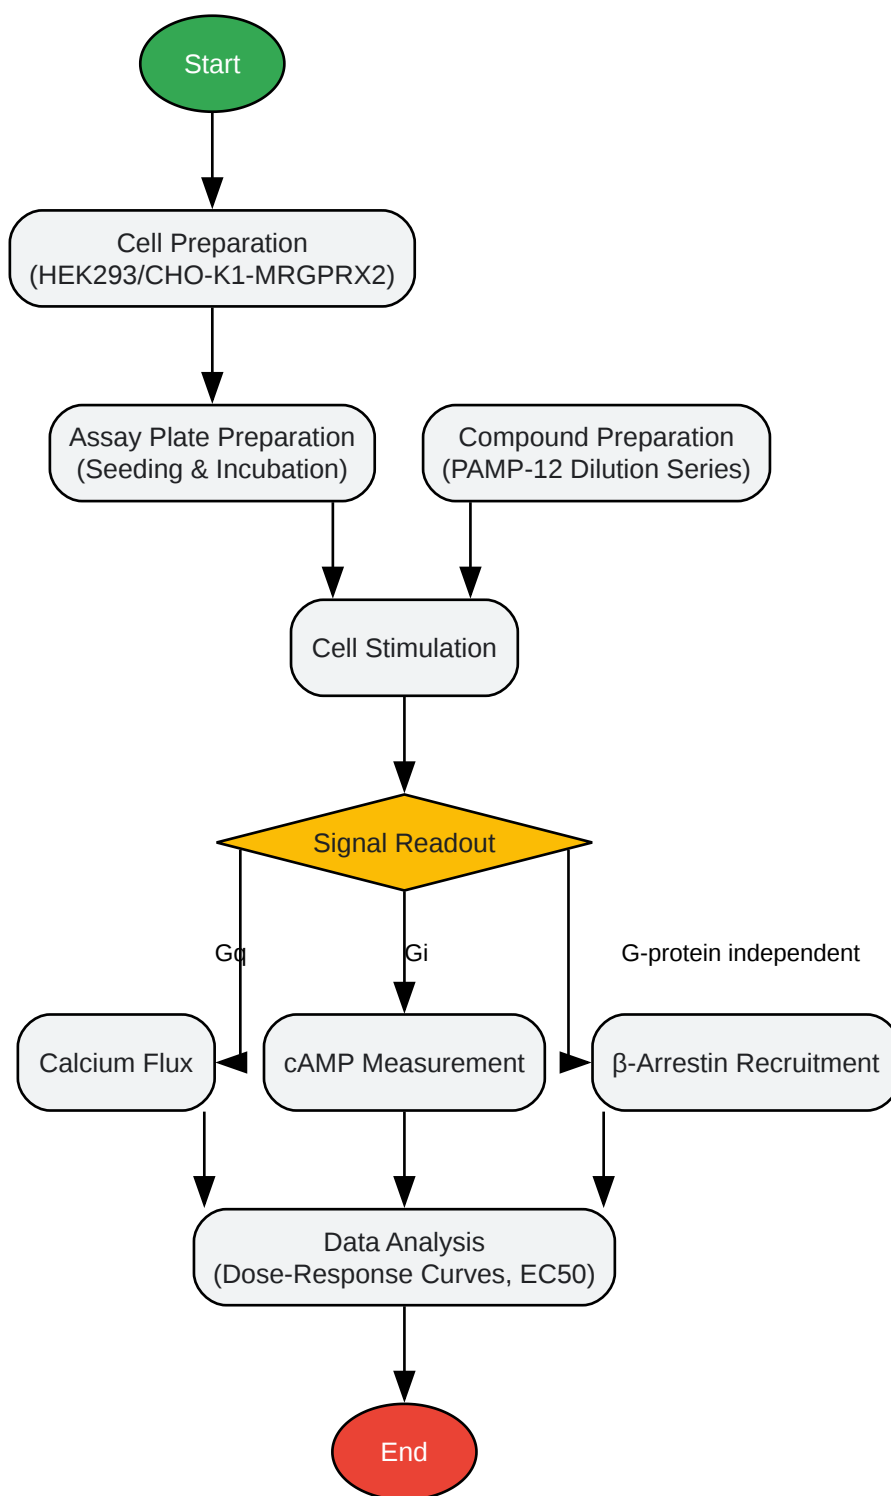 Start
Cell Preparation
(HEK293/CHO-K1-MRGPRX2)
Assay Plate Preparation
(Seeding & Incubation)
Compound Preparation
(PAMP-12 Dilution Series)
Cell Stimulation
Signal Readout
Gq
Gi
G-protein independent
Calcium Flux
cAMP Measurement
β-Arrestin Recruitment
Data Analysis
(Dose-Response Curves, EC50)
End